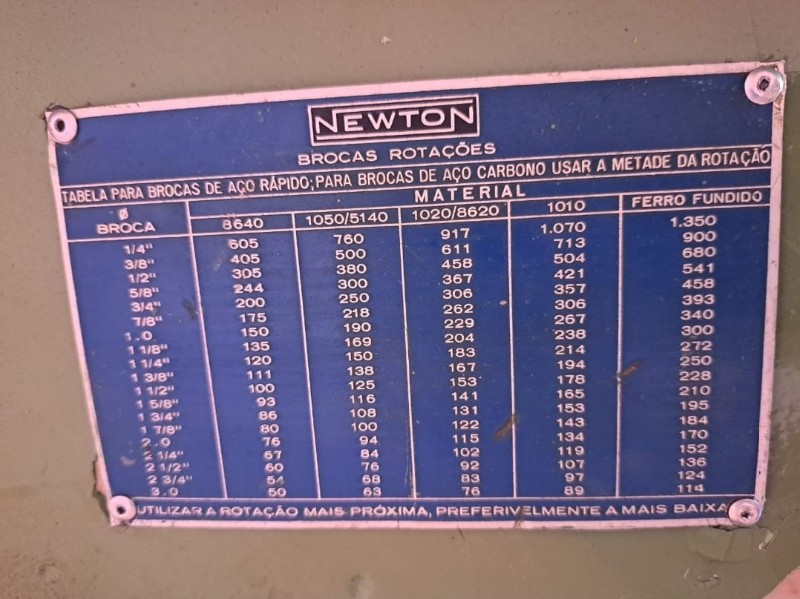 NEWTON
BROCAS ROTAÇÕES
TABELA PARA BROCAS DE AÇO RÁPIDO; PARA BROCAS DE AÇO CARBONO USAR A METADE DA ROTAÇÃO
Ø BROCA MATERIAL
8640 1050/5140 1020/8620 1010 FERRO FUNDIDO
1/4" 605 760 917 1.070 1.350
3/8" 405 500 611 713 900
1/2" 305 380 458 504 680
5/8" 244 300 367 421 541
3/4" 200 250 306 357 458
7/8" 175 218 262 306 393
1.0 150 190 229 267 340
1 1/8" 135 169 204 238 300
1 1/4" 120 150 183 214 272
1 3/8" 111 138 167 194 250
1 1/2" 100 125 153 178 228
1 5/8" 93 116 141 165 210
1 3/4" 86 108 131 153 195
1 7/8" 80 100 122 143 184
2.0 76 94 115 134 170
2 1/4" 67 84 102 119 152
2 1/2" 60 76 92 107 136
2 3/4" 54 68 83 97 124
3.0 50 63 76 89 114
UTILIZAR A ROTAÇÃO MAIS PRÓXIMA, PREFERIVELMENTE A MAIS BAIXA